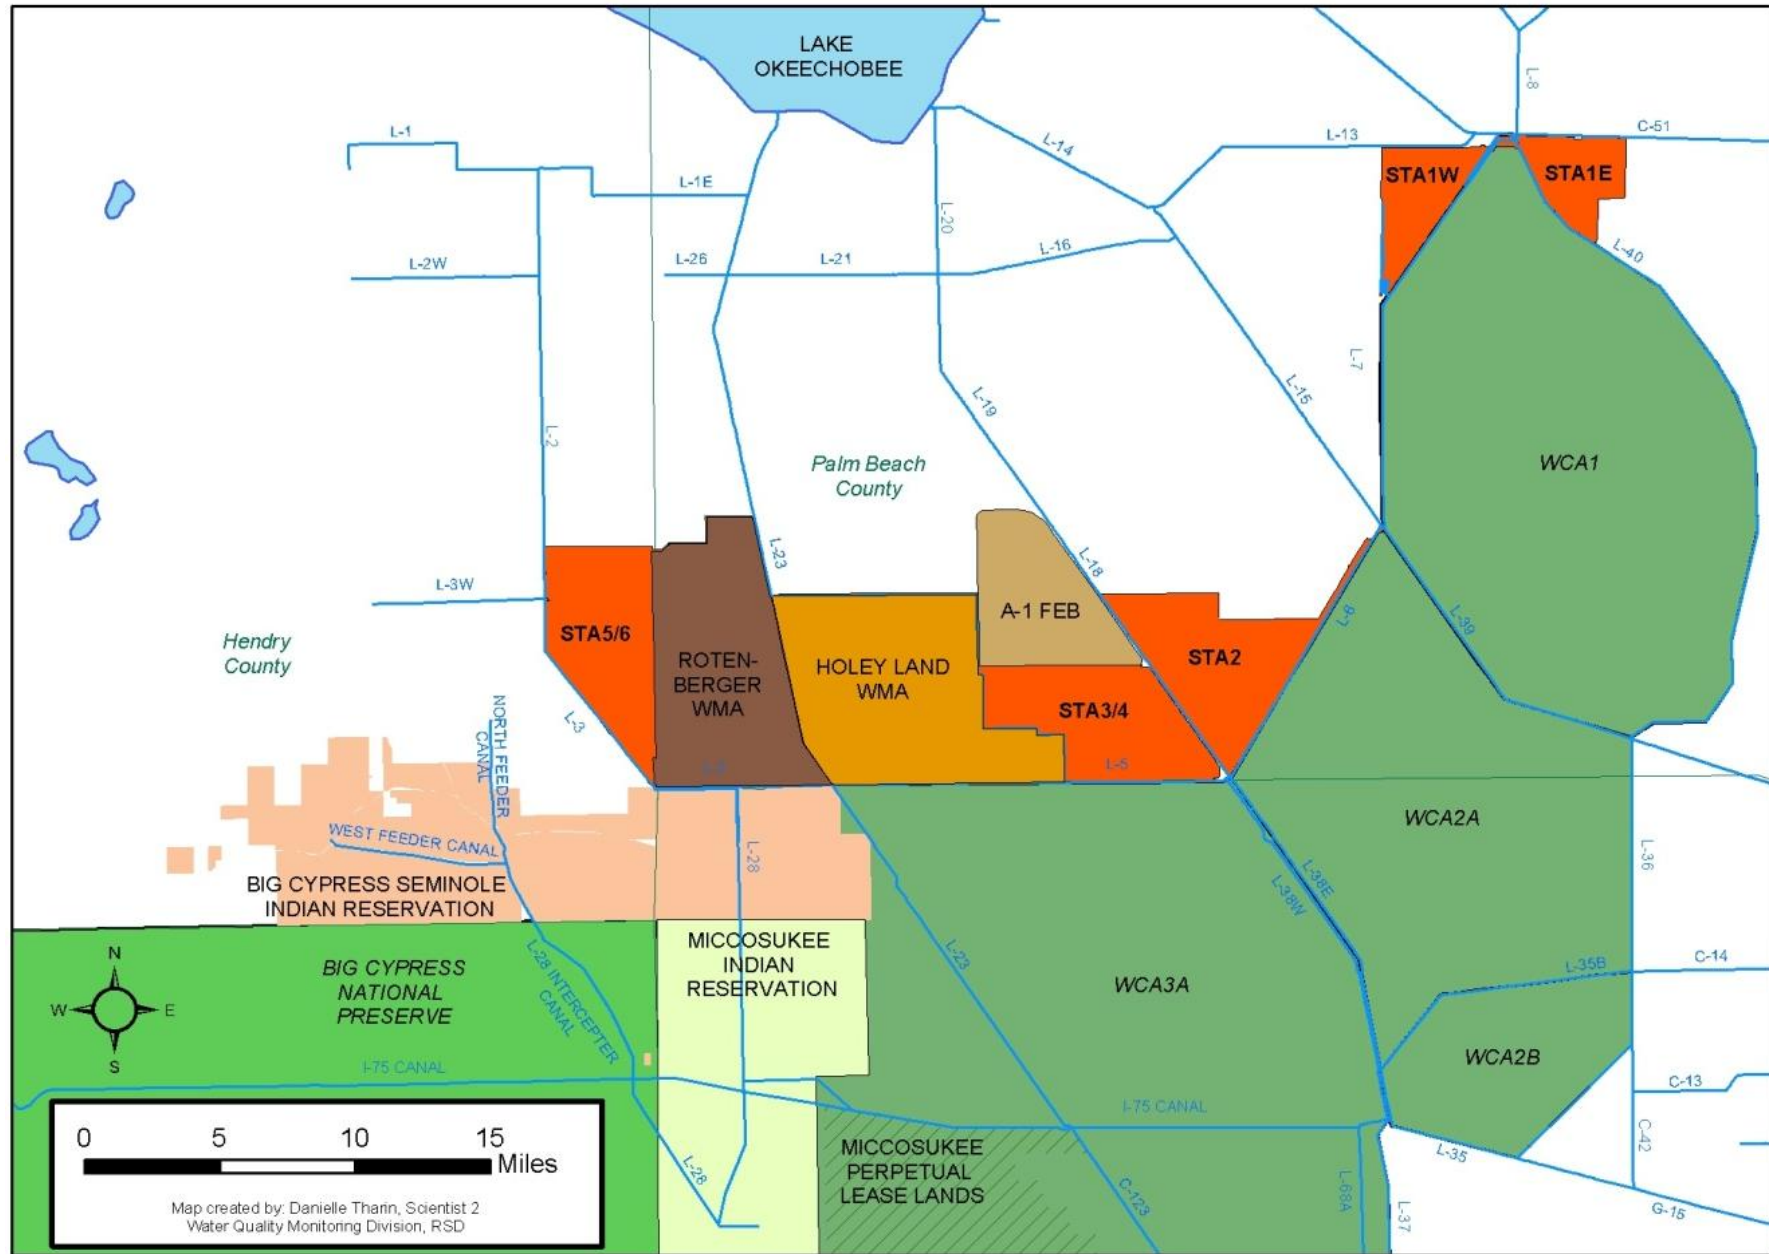 LAKE
OKEECHOBEE
L-8
L-1
L-14
L-13
C-51
STA1W
STA1E
L-1E
L-20
L-2W
L-26
L-21
L-16
L-40
L-7
L-19
L-15
L-2
Palm Beach
County
WCA1
L-23
L-18
L-3W
A-1 FEB
L-6
L-39
Hendry
County
STA5/6
ROTEN-
BERGER
WMA
HOLEY LAND
WMA
STA2
STA3/4
L-3
NORTH FEEDER
CANAL
L-5
WEST FEEDER CANAL
L-28
WCA2A
L-36
BIG CYPRESS SEMINOLE
INDIAN RESERVATION
L-38E
L-38W
MICCOSUKEE
INDIAN
RESERVATION
L-23
N
W
E
S
BIG CYPRESS
NATIONAL
PRESERVE
L-28 INTERCEPTER
CANAL
WCA3A
L-35B
C-14
WCA2B
I-75 CANAL
C-13
I-75 CANAL
0 5 10 15
Miles
Map created by: Danielle Tharin, Scientist 2
Water Quality Monitoring Division, RSD
L-28
MICCOSUKEE
PERPETUAL
LEASE LANDS
C-123
L-68A
L-37
L-35
C-42
G-15